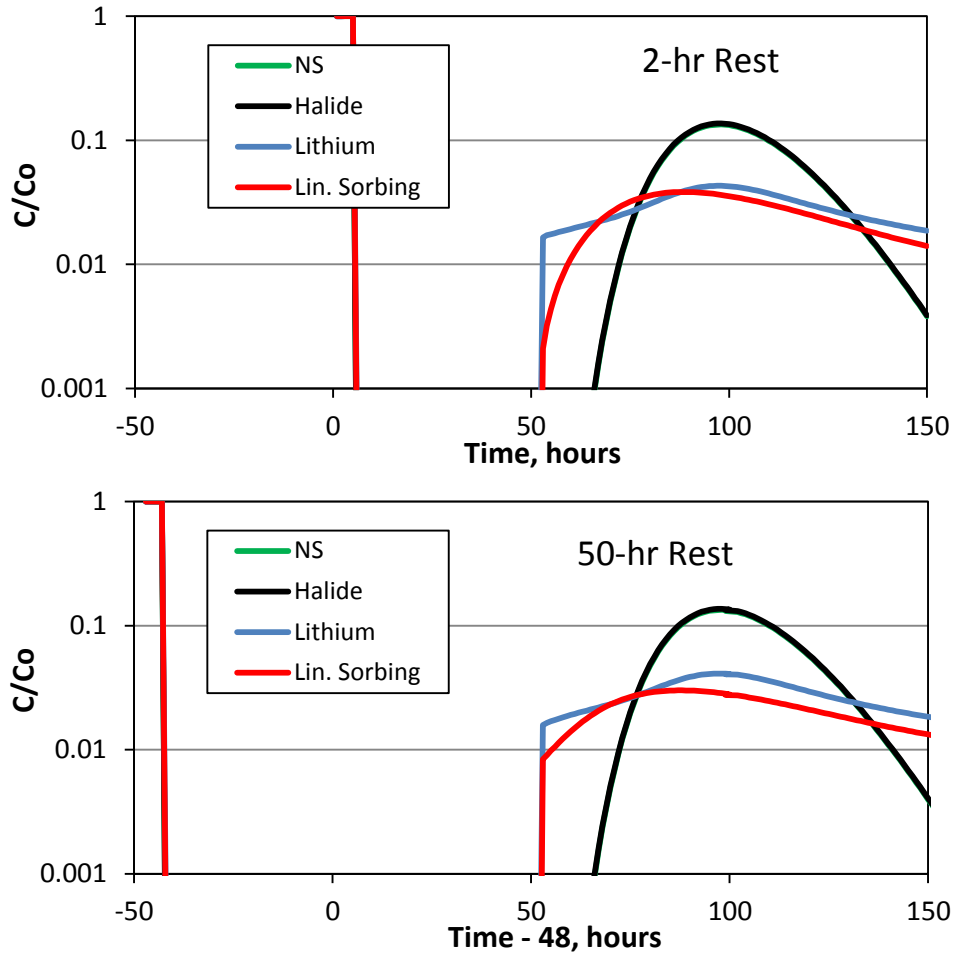 1
2-hr Rest
NS
Halide
Lithium
Lin. Sorbing
0.1
0.01
0.001
C/Co
-50 0 50 100 150
Time, hours
1
50-hr Rest
NS
Halide
Lithium
Lin. Sorbing
0.1
0.01
0.001
C/Co
-50 0 50 100 150
Time - 48, hours